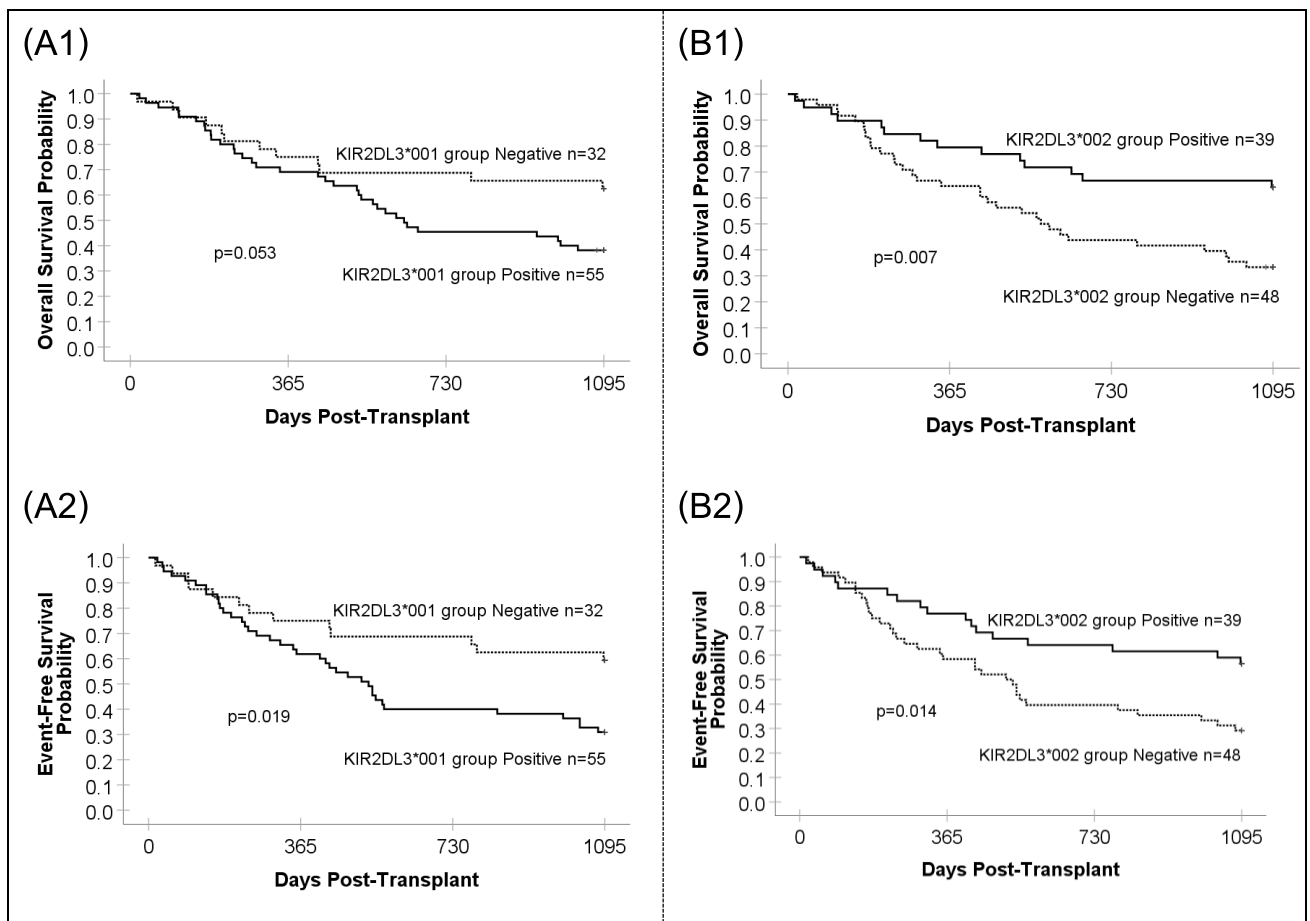 (A1)
Overall Survival Probability
1.0
0.9
0.8
0.7
0.6
0.5
0.4
0.3
0.2
0.1
0.0
KIR2DL3*001 group Negative n=32
p=0.053
KIR2DL3*001 group Positive n=55
0 365 730 1095
Days Post-Transplant
(B1)
Overall Survival Probability
1.0
0.9
0.8
0.7
0.6
0.5
0.4
0.3
0.2
0.1
0.0
KIR2DL3*002 group Positive n=39
p=0.007
KIR2DL3*002 group Negative n=48
0 365 730 1095
Days Post-Transplant
(A2)
Event-Free Survival
Probability
1.0
0.9
0.8
0.7
0.6
0.5
0.4
0.3
0.2
0.1
0.0
KIR2DL3*001 group Negative n=32
p=0.019
KIR2DL3*001 group Positive n=55
0 365 730 1095
Days Post-Transplant
(B2)
Event-Free Survival
Probability
1.0
0.9
0.8
0.7
0.6
0.5
0.4
0.3
0.2
0.1
0.0
KIR2DL3*002 group Positive n=39
p=0.014
KIR2DL3*002 group Negative n=48
0 365 730 1095
Days Post-Transplant